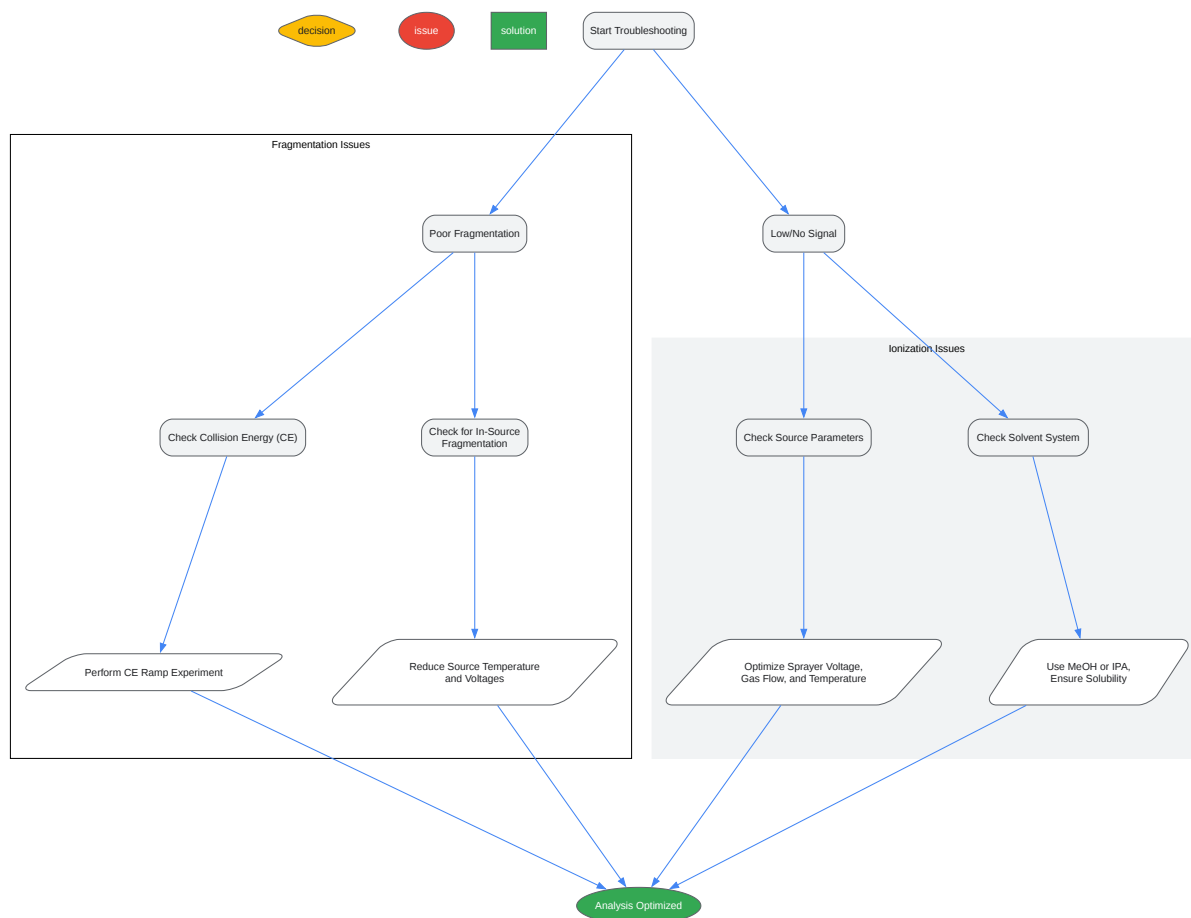 decision
issue
solution
Start Troubleshooting
Fragmentation Issues
Poor Fragmentation
Low/No Signal
Ionization Issues
Check Collision Energy (CE)
Check for In-Source
Fragmentation
Check Source Parameters
Check Solvent System
Perform CE Ramp Experiment
Reduce Source Temperature
and Voltages
Optimize Sprayer Voltage,
Gas Flow, and Temperature
Use MeOH or IPA,
Ensure Solubility
Analysis Optimized